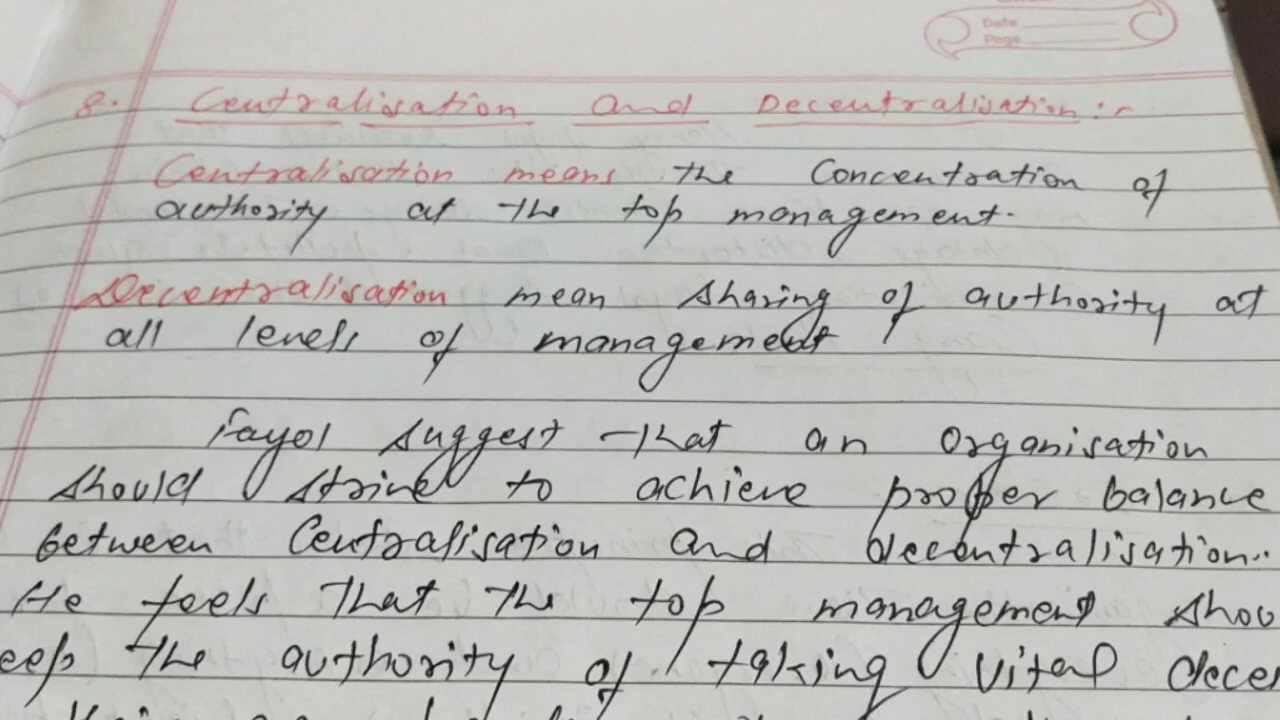 Date
Page
8. Centralisation and Decentralisation:-
Centralisation means the Concentration of
authority at the top management.
Decentralisation mean sharing of authority at
all levels of management
Fayol suggest that an Organisation
should strive to achieve proper balance
between Centralisation and decentralisation..
He feels that the top management shou
eep the authority of taking vital dece